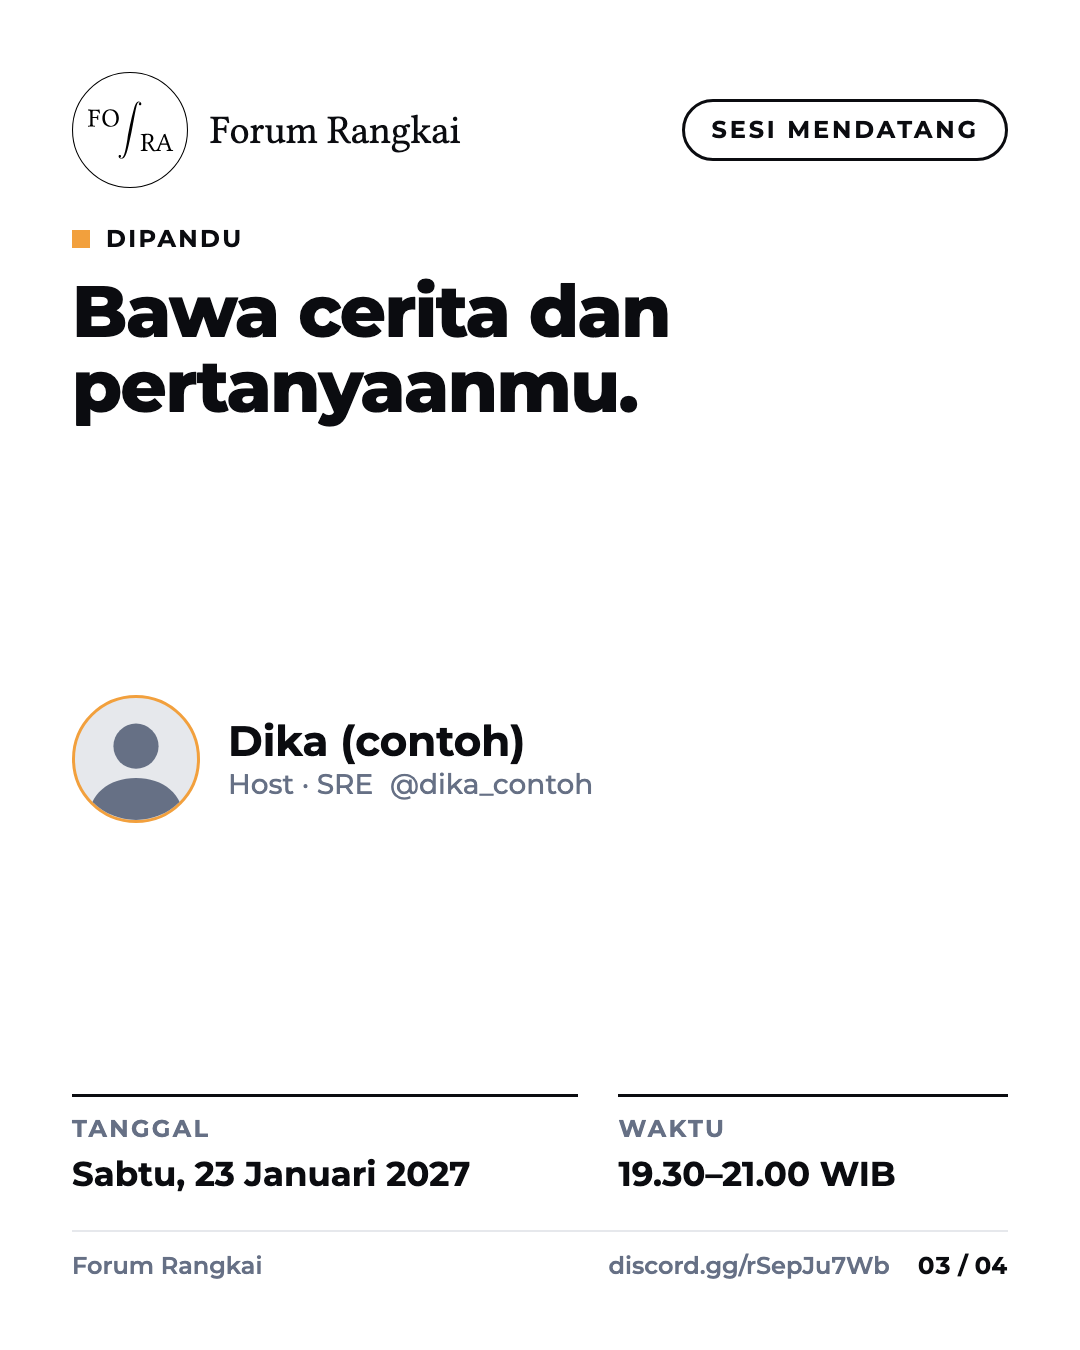 FO∫RA
Forum Rangkai
SESI MENDATANG
DIPANDU
Bawa cerita dan
pertanyaanmu.
Dika (contoh)
Host · SRE @dika_contoh
TANGGAL
Sabtu, 23 Januari 2027
WAKTU
19.30–21.00 WIB
Forum Rangkai
discord.gg/rSepJu7Wb
03 / 04